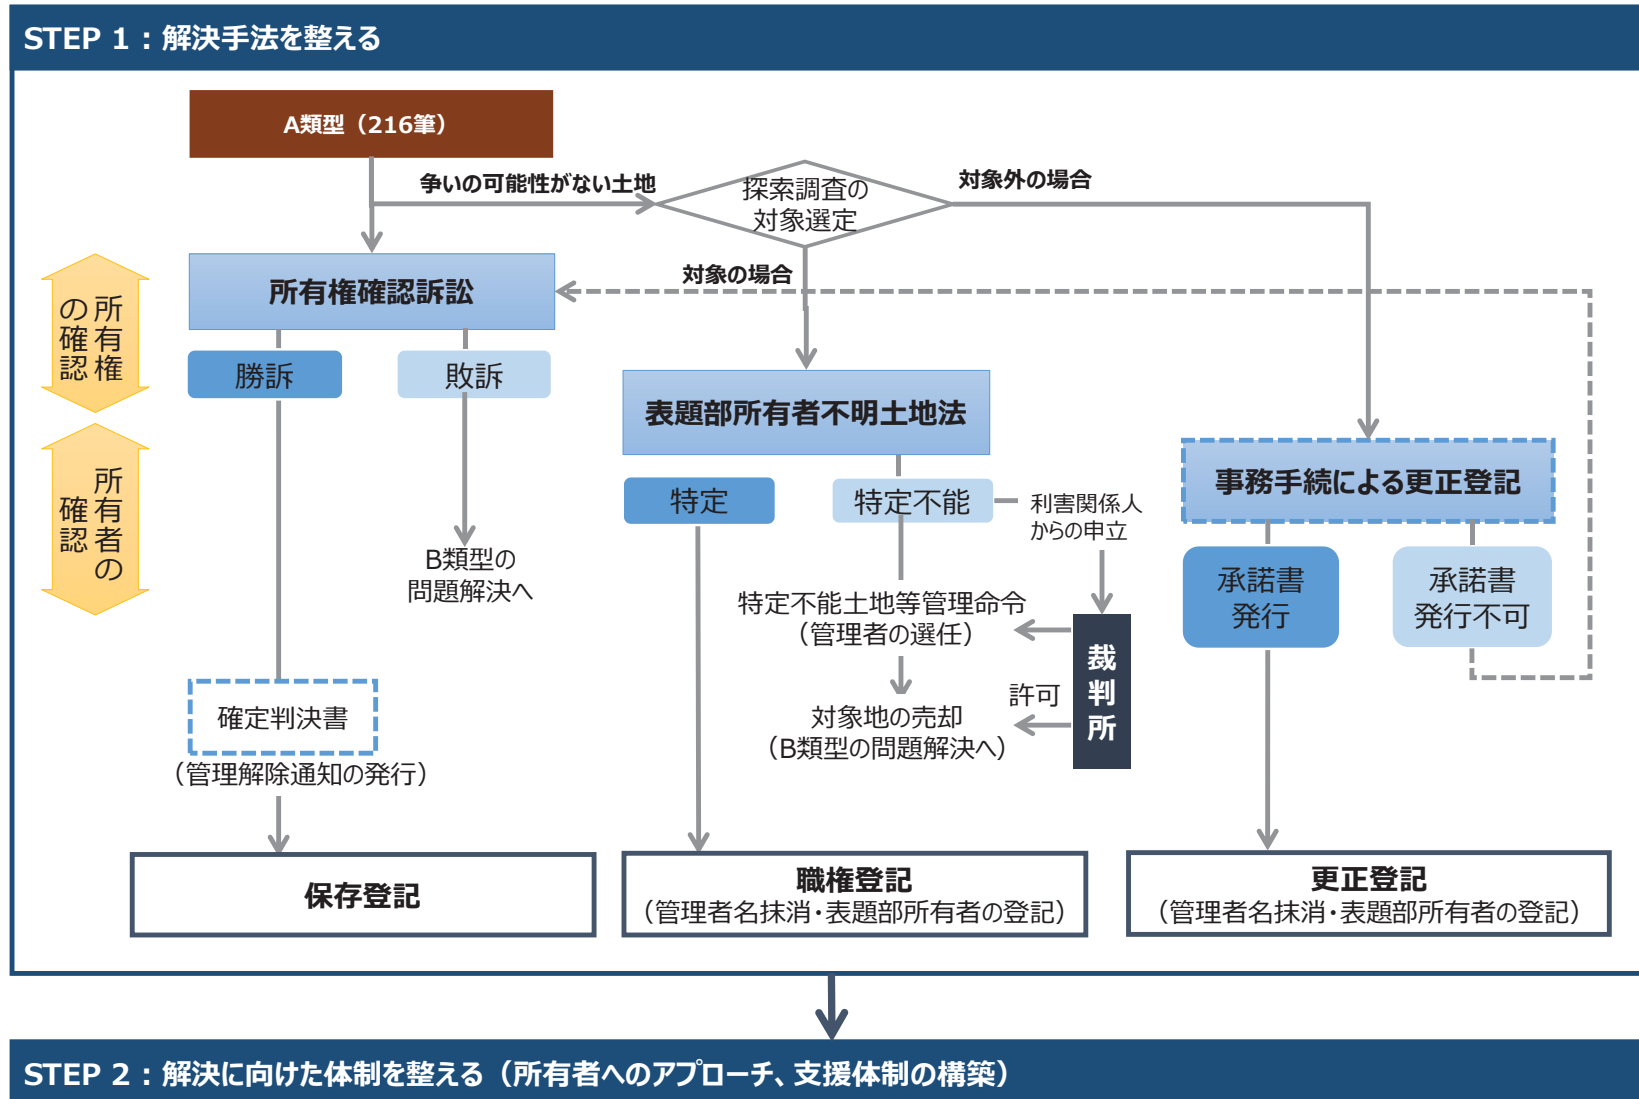 STEP 1：解決手法を整える
A類型（216筆）
争いの可能性がない土地
探索調査の
対象選定
対象外の場合
所有権
の確認
所有権確認訴訟
対象の場合
勝訴
敗訴
表題部所有者不明土地法
事務手続による更正登記
所有者の
確認
特定
特定不能
利害関係人
からの申立
B類型の
問題解決へ
承諾書
発行
承諾書
発行不可
特定不能土地等管理命令
（管理者の選任）
裁判所
許可
対象地の売却
（B類型の問題解決へ）
確定判決書
（管理解除通知の発行）
保存登記
職権登記
（管理者名抹消・表題部所有者の登記）
更正登記
（管理者名抹消・表題部所有者の登記）
STEP 2：解決に向けた体制を整える（所有者へのアプローチ、支援体制の構築）